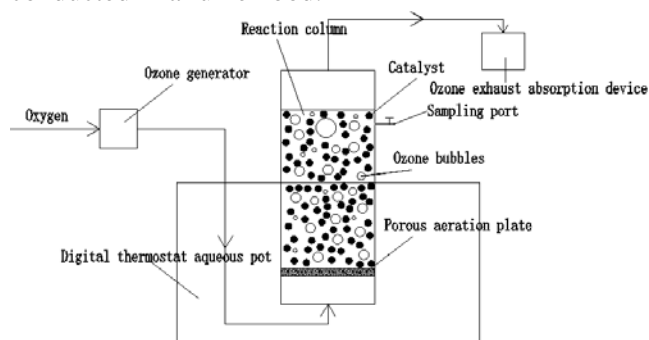 Reaction column
Ozone generator
Catalyst
Ozone exhaust absorption device
Oxygen
Sampling port
Ozone bubbles
Porous aeration plate
Digital thermostat aqueous pot